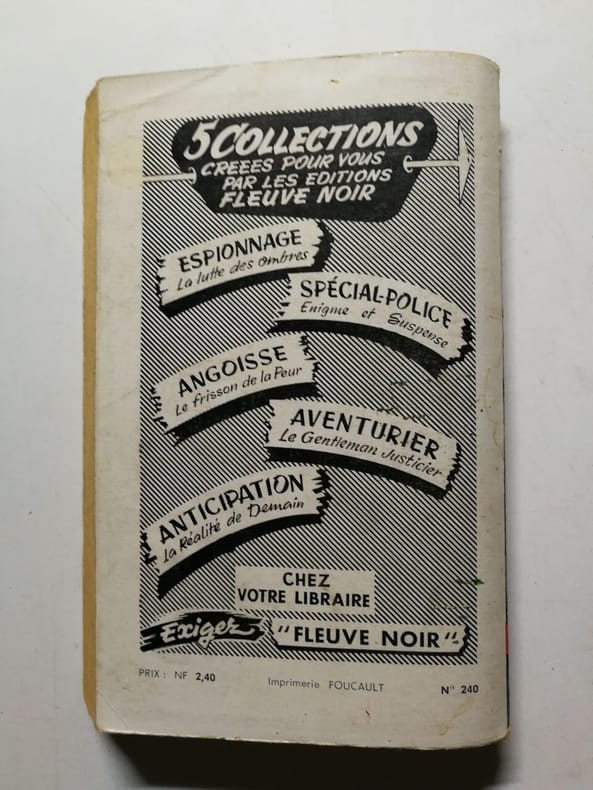 5 COLLECTIONS
CREEES POUR VOUS
PAR LES EDITIONS
FLEUVE NOIR
ESPIONNAGE
La lutte des Ombres
SPÉCIAL-POLICE
Enigme et Suspense
ANGOISSE
Le frisson de la Peur
AVENTURIER
Le Gentleman Justicier
ANTICIPATION
La Réalité de Demain
CHEZ
VOTRE LIBRAIRE
Exigez "FLEUVE NOIR"
PRIX : NF 2,40 Imprimerie FOUCAULT N° 240